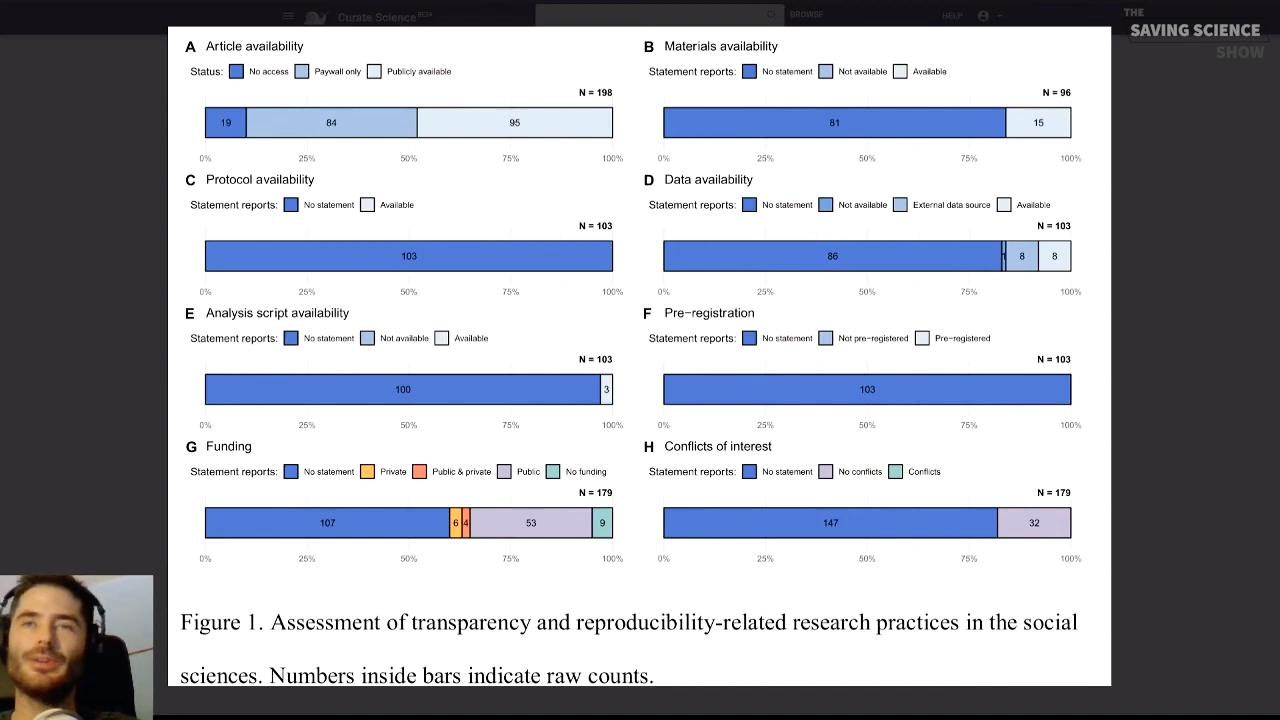 Curate Science BETA
BROWSE
HELP
THE
SAVING SCIENCE
SHOW
A Article availability
Status: No access Paywall only Publicly available
N = 198
19 84 95
0% 25% 50% 75% 100%
B Materials availability
Statement reports: No statement Not available Available
N = 96
81 15
0% 25% 50% 75% 100%
C Protocol availability
Statement reports: No statement Available
N = 103
103
0% 25% 50% 75% 100%
D Data availability
Statement reports: No statement Not available External data source Available
N = 103
86 1 8 8
0% 25% 50% 75% 100%
E Analysis script availability
Statement reports: No statement Not available Available
N = 103
100 3
0% 25% 50% 75% 100%
F Pre−registration
Statement reports: No statement Not pre−registered Pre−registered
N = 103
103
0% 25% 50% 75% 100%
G Funding
Statement reports: No statement Private Public & private Public No funding
N = 179
107 6 4 53 9
0% 25% 50% 75% 100%
H Conflicts of interest
Statement reports: No statement No conflicts Conflicts
N = 179
147 32
0% 25% 50% 75% 100%
Figure 1. Assessment of transparency and reproducibility-related research practices in the social
sciences. Numbers inside bars indicate raw counts.